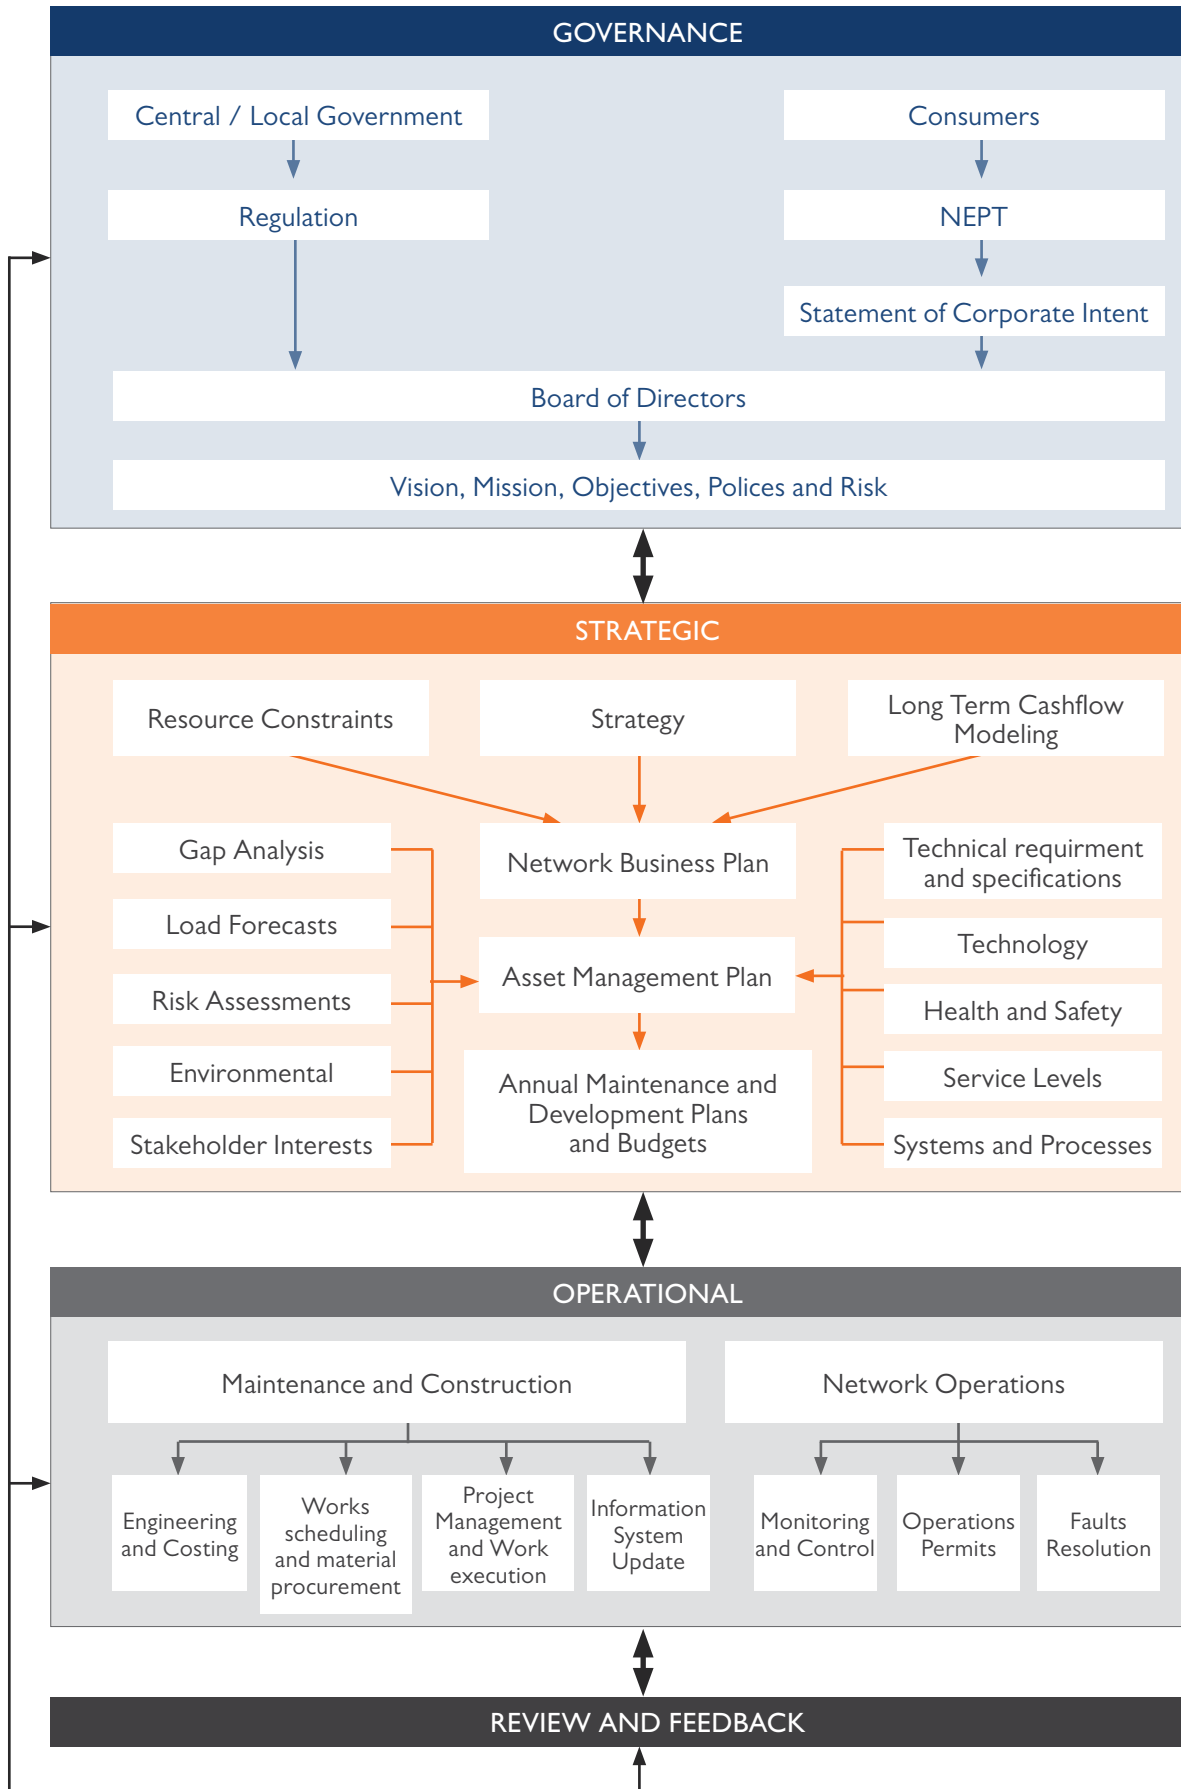 GOVERNANCE
Central / Local Government
Consumers
Regulation
NEPT
Statement of Corporate Intent
Board of Directors
Vision, Mission, Objectives, Polices and Risk
STRATEGIC
Resource Constraints
Strategy
Long Term Cashflow
Modeling
Gap Analysis
Load Forecasts
Risk Assessments
Environmental
Stakeholder Interests
Network Business Plan
Asset Management Plan
Annual Maintenance and
Development Plans
and Budgets
Technical requirment
and specifications
Technology
Health and Safety
Service Levels
Systems and Processes
OPERATIONAL
Maintenance and Construction
Engineering
and Costing
Works
scheduling
and material
procurement
Project
Management
and Work
execution
Information
System
Update
Network Operations
Monitoring
and Control
Operations
Permits
Faults
Resolution
REVIEW AND FEEDBACK